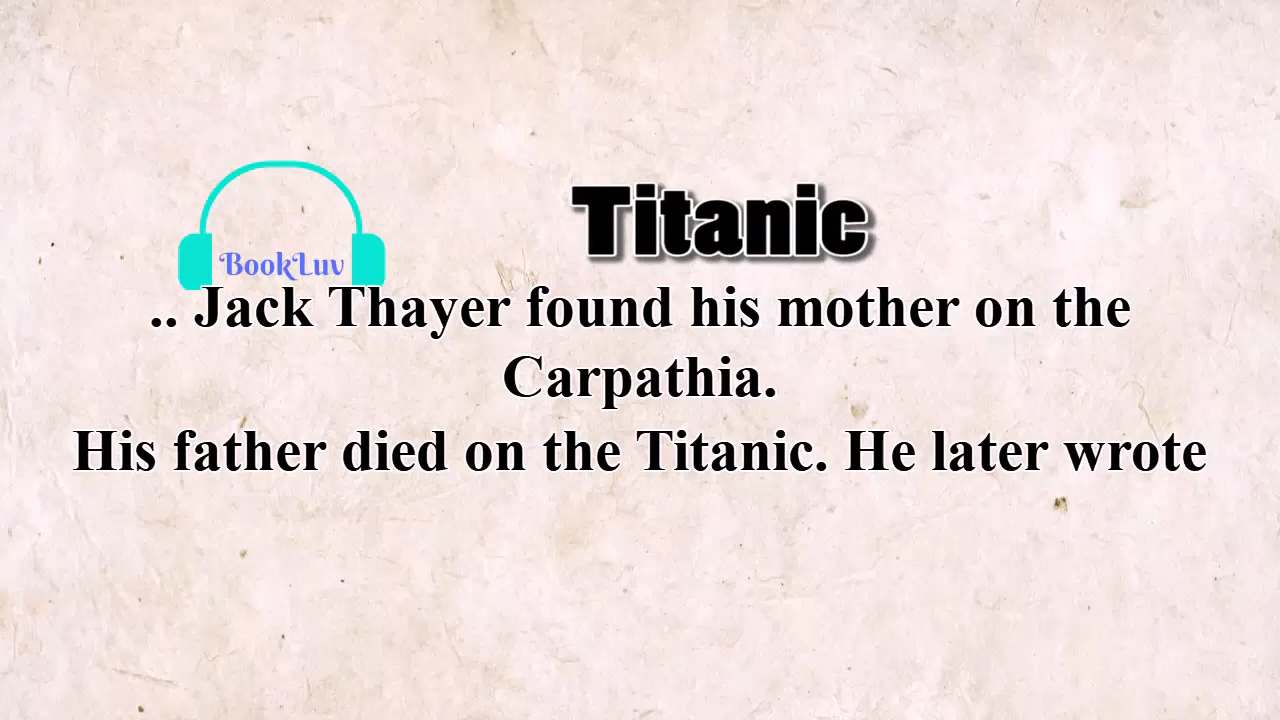 Titanic
BookLuv
.. Jack Thayer found his mother on the
Carpathia.
His father died on the Titanic. He later wrote